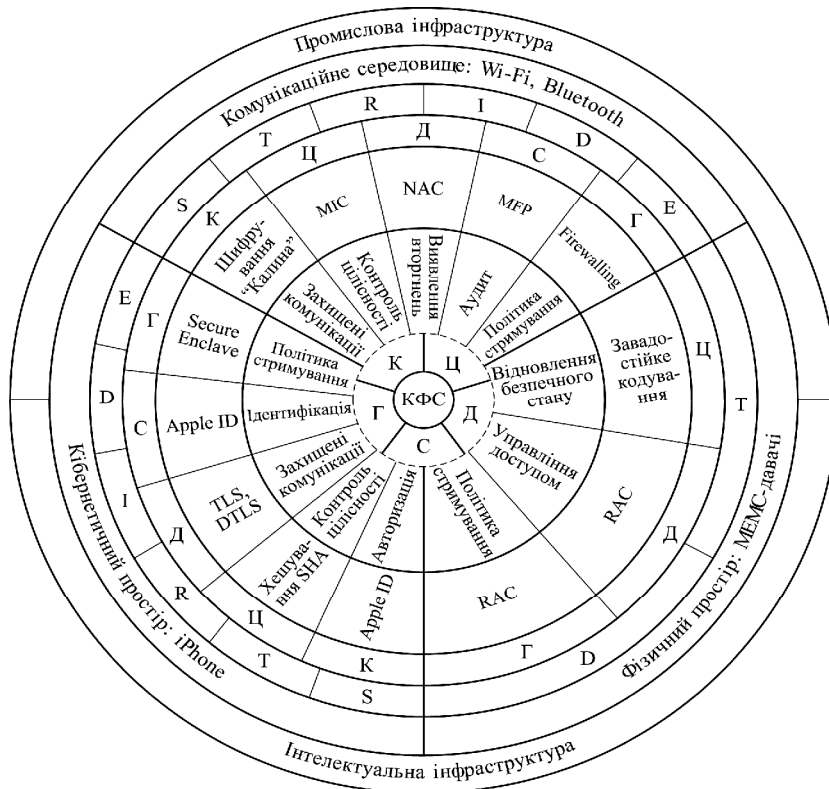 Промислова інфраструктура
Комунікаційне середовище: Wi-Fi, Bluetooth
S
T
R
I
D
E
К
Ц
Д
С
Г
Шифру-
вання
“Калина”
MIC
NAC
MFP
Firewalling
Захищені
комунікації
Контроль
цілісності
Виявлення
вторгнень
Аудит
Політика
стримування
К
Ц
Д
С
Г
КФС
Фізичний простір: МЕМС-давачі
T
D
Ц
Д
Г
Завадо-
стійке
кодува-
ння
RAC
RAC
Відновлення
безпечного
стану
Управління
доступом
Політика
стримування
Кібернетичний простір: iPhone
E
D
I
R
T
S
Г
С
Д
Ц
К
Secure
Enclave
Apple ID
TLS,
DTLS
Хешува-
ння SHA
Apple ID
Політика
стримування
Ідентифікація
Захищені
комунікації
Контроль
цілісності
Авторизація
Інтелектуальна інфраструктура